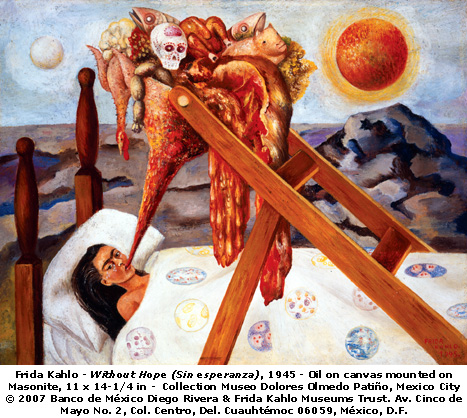 Frida Kahlo - Without Hope (Sin esperanza), 1945 - Oil on canvas mounted on
Masonite, 11 x 14-1/4 in - Collection Museo Dolores Olmedo Patiño, Mexico City
© 2007 Banco de México Diego Rivera & Frida Kahlo Museums Trust. Av. Cinco de
Mayo No. 2, Col. Centro, Del. Cuauhtémoc 06059, México, D.F.